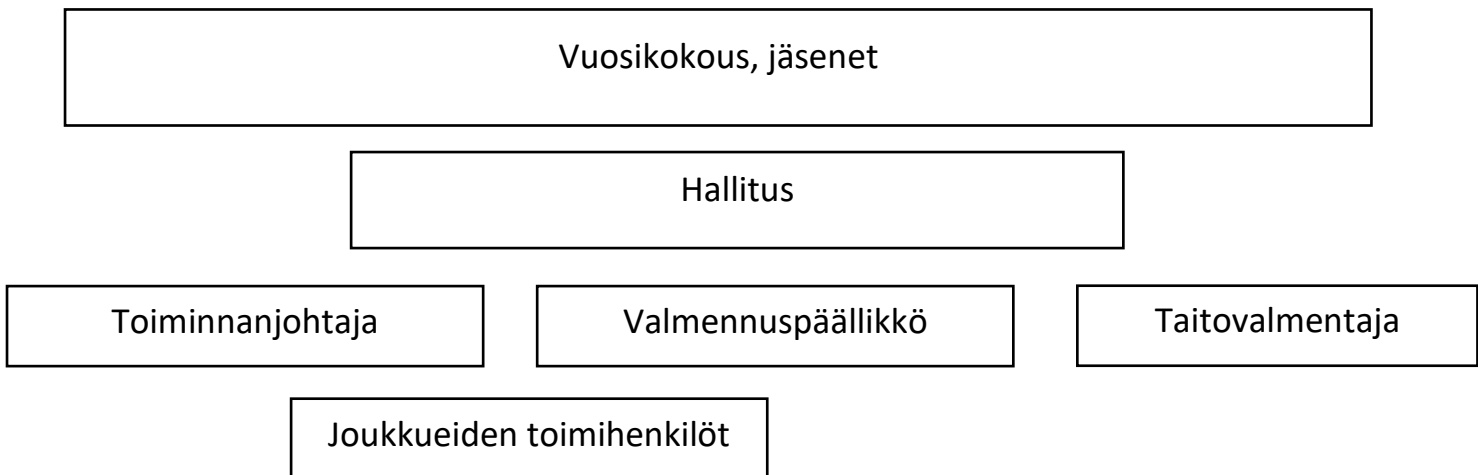 Vuosikokous, jäsenet
Hallitus
Toiminnanjohtaja
Valmennuspäällikkö
Taitovalmentaja
Joukkueiden toimihenkilöt